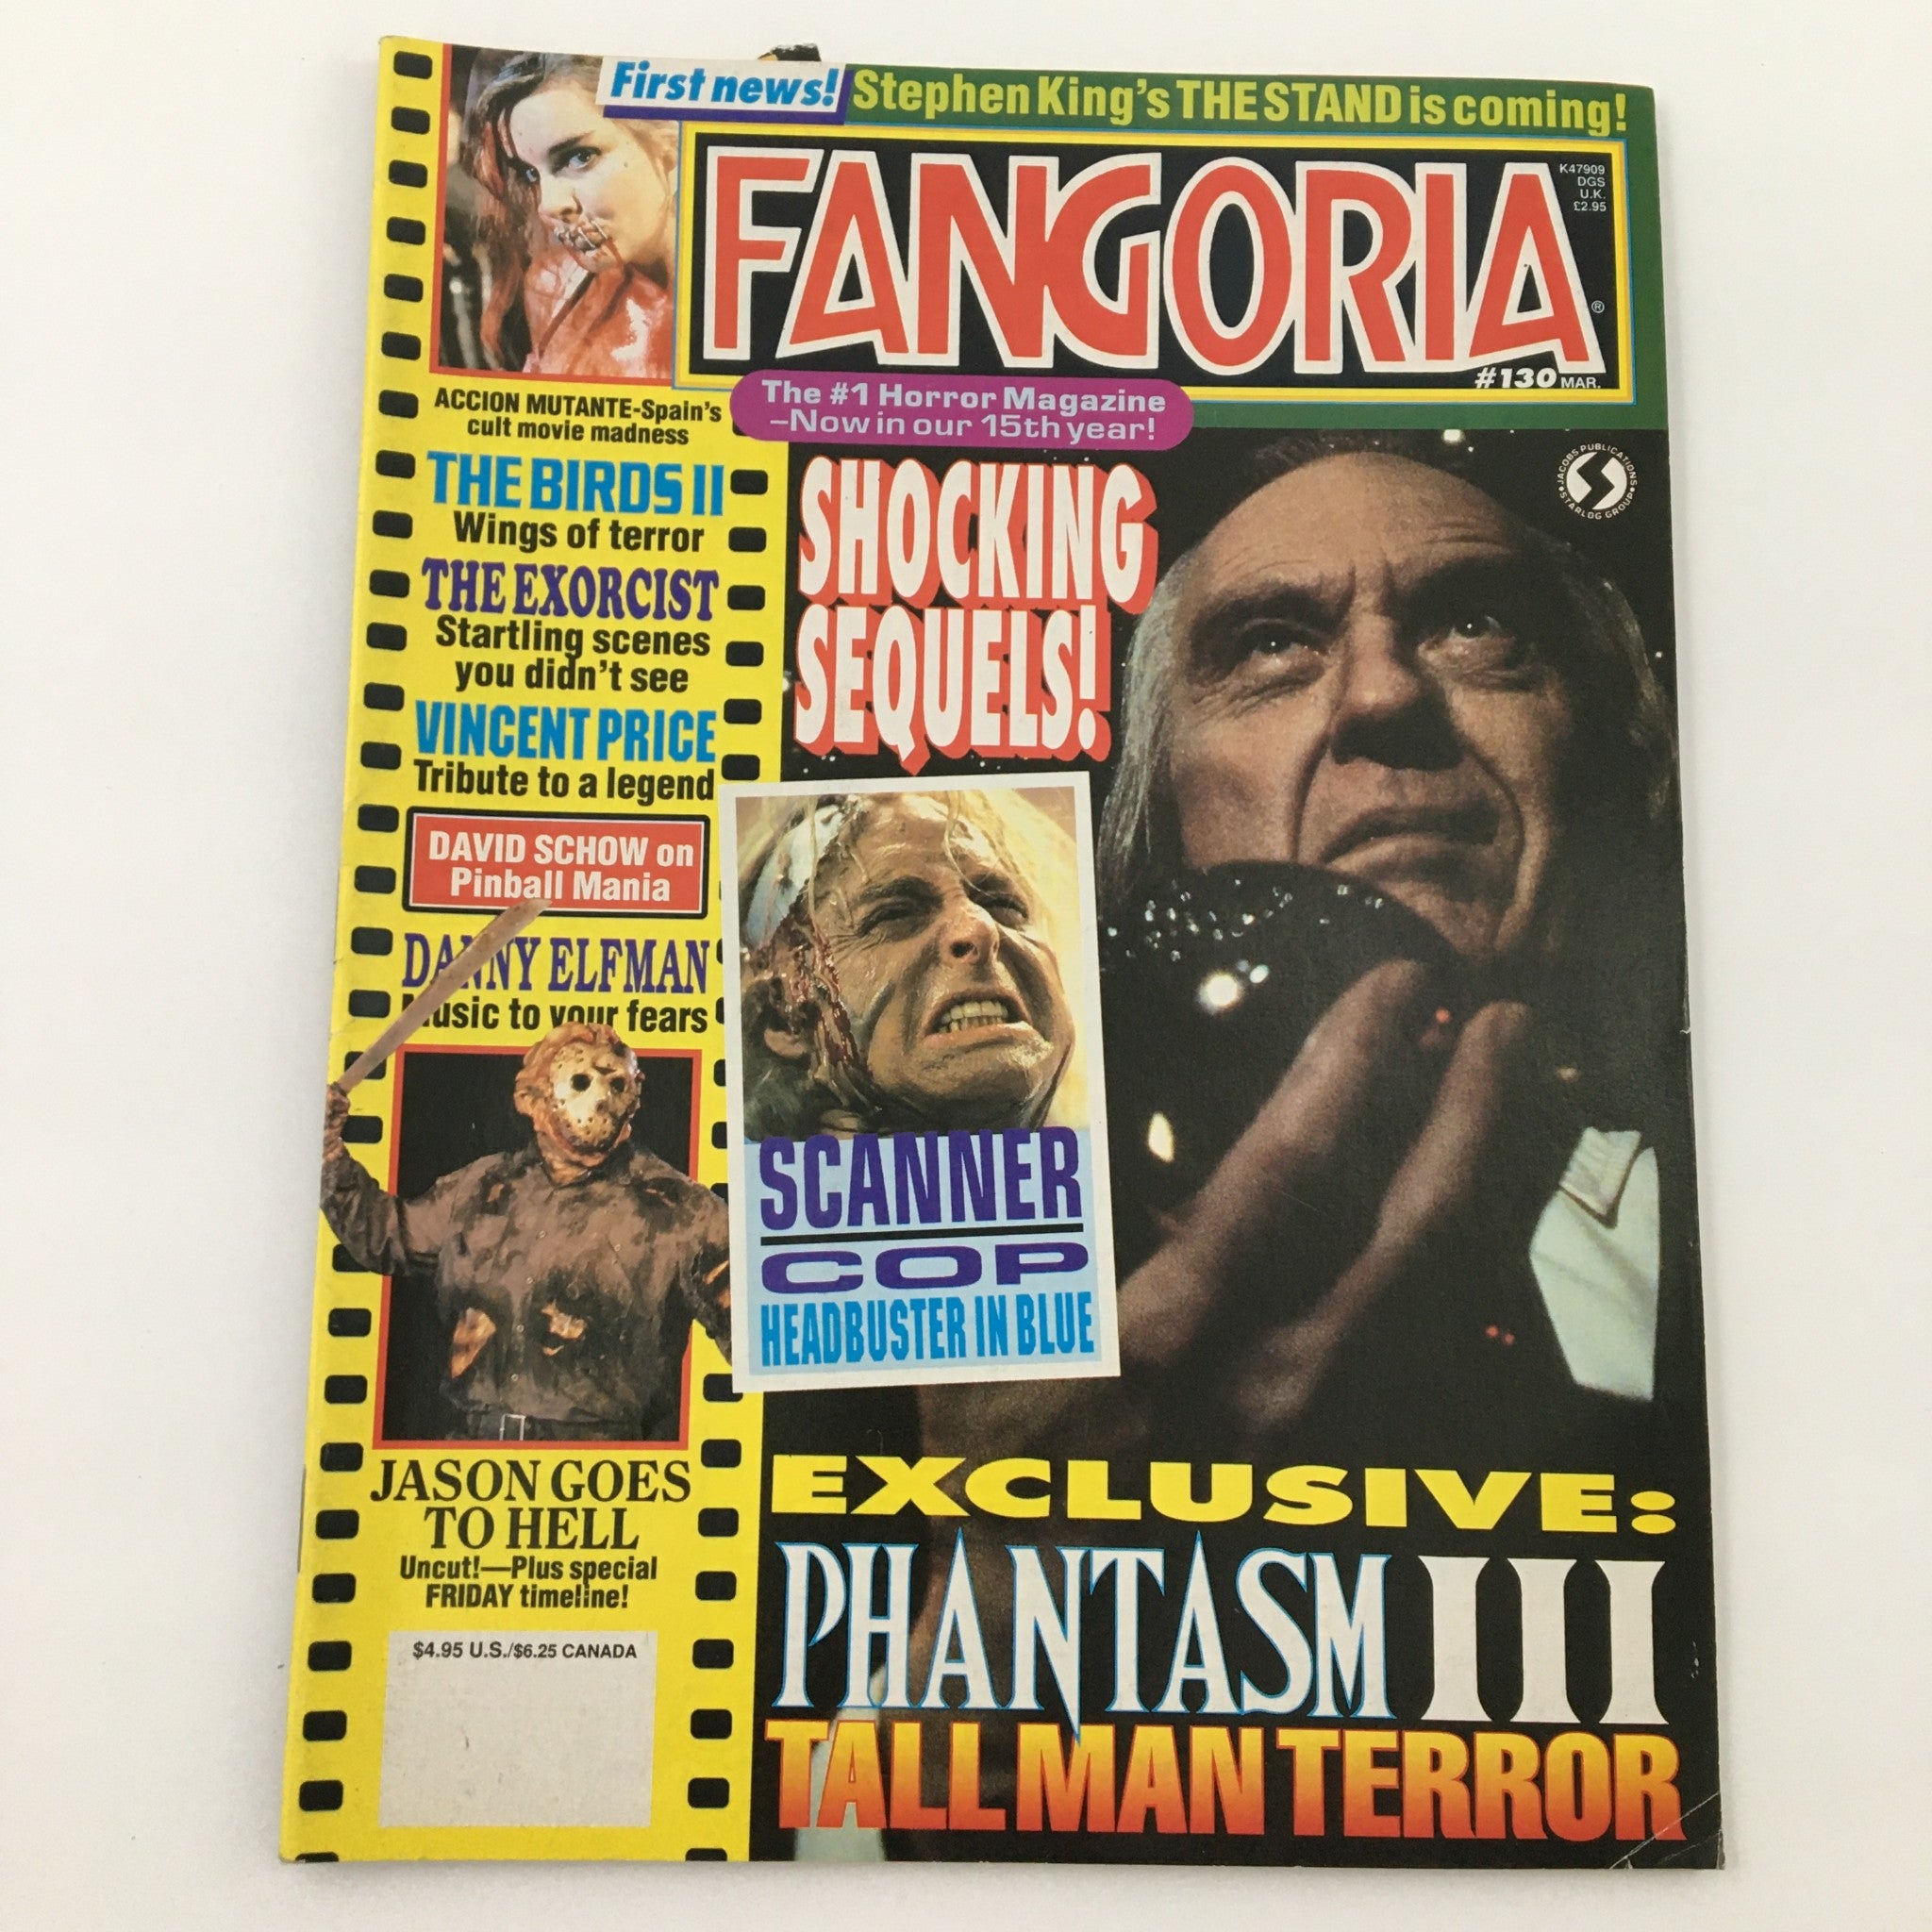 First news! Stephen King's THE STAND is coming!
FANGORIA
®
K47909
DGS
U.K.
£2.95
#130 MAR.
The #1 Horror Magazine
–Now in our 15th year!
ACCION MUTANTE-Spain's
cult movie madness
THE BIRDS II
Wings of terror
THE EXORCIST
Startling scenes
you didn't see
VINCENT PRICE
Tribute to a legend
DAVID SCHOW on
Pinball Mania
DANNY ELFMAN
Music to your fears
JASON GOES
TO HELL
Uncut!—Plus special
FRIDAY timeline!
$4.95 U.S./$6.25 CANADA
SHOCKING
SEQUELS!
JACOBS PUBLICATIONS
STARLOG GROUP
SCANNER
COP
HEADBUSTER IN BLUE
EXCLUSIVE:
PHANTASM III
TALL MAN TERROR